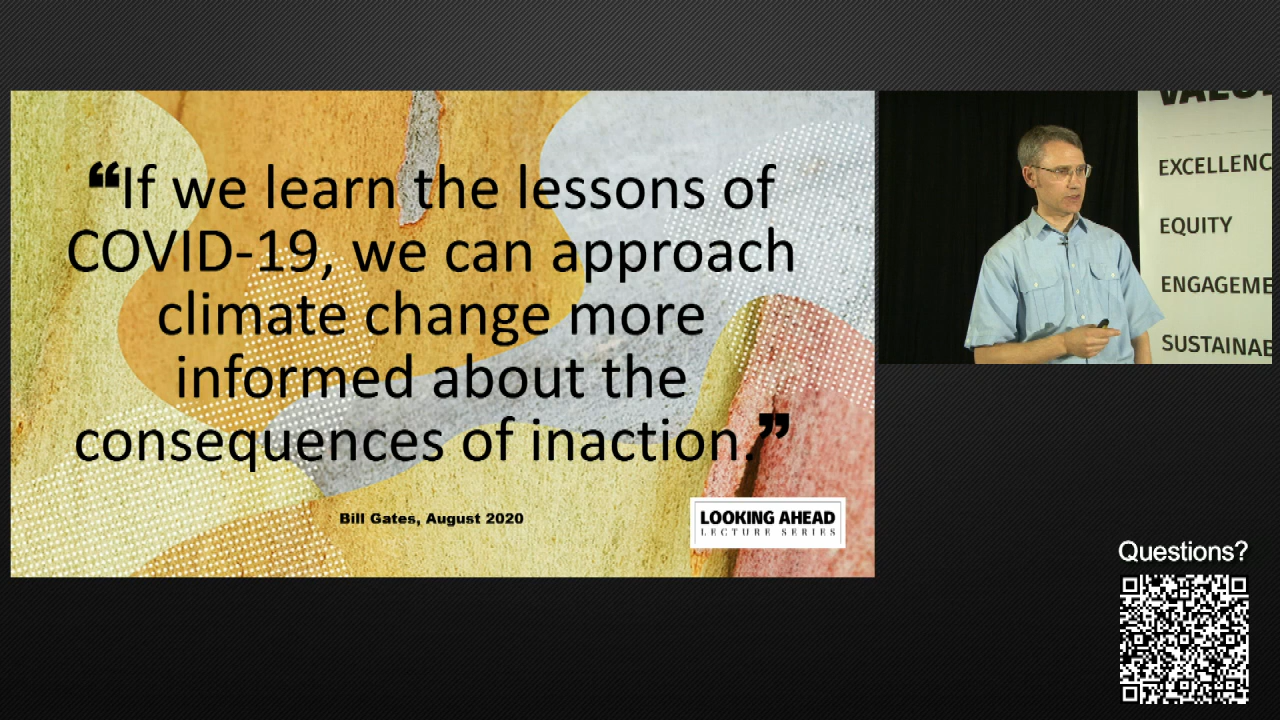 “If we learn the lessons of
COVID-19, we can approach
climate change more
informed about the
consequences of inaction.”
Bill Gates, August 2020
LOOKING AHEAD
LECTURE SERIES
EXCELLENC
EQUITY
ENGAGEME
SUSTAINAB
Questions?